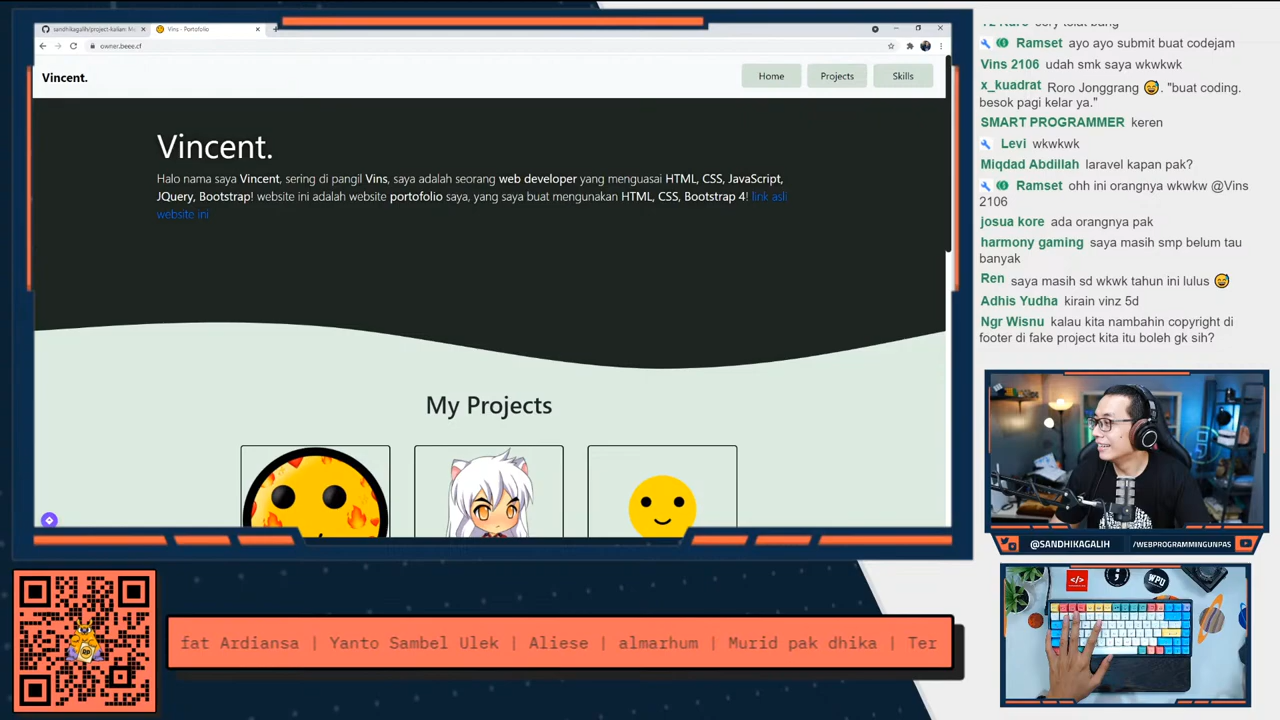 sandhikagalih/project-kalian: Me
Vins - Portofolio
owner.beee.cf
Vincent.
Home
Projects
Skills
Vincent.
Halo nama saya Vincent, sering di pangil Vins, saya adalah seorang web developer yang menguasai HTML, CSS, JavaScript,
JQuery, Bootstrap! website ini adalah website portofolio saya, yang saya buat mengunakan HTML, CSS, Bootstrap 4! link asli
website ini
My Projects
Ramset ayo ayo submit buat codejam
Vins 2106 udah smk saya wkwkwk
x_kuadrat Roro Jonggrang 😅. "buat coding.
besok pagi kelar ya."
SMART PROGRAMMER keren
Levi wkwkwk
Miqdad Abdillah laravel kapan pak?
Ramset ohh ini orangnya wkwkw @Vins
2106
josua kore ada orangnya pak
harmony gaming saya masih smp belum tau
banyak
Ren saya masih sd wkwk tahun ini lulus 😅
Adhis Yudha kirain vinz 5d
Ngr Wisnu kalau kita nambahin copyright di
footer di fake project kita itu boleh gk sih?
@SANDHIKAGALIH
/WEBPROGRAMMINGUNPAS
WPU
fat Ardiansa | Yanto Sambel Ulek | Aliese | almarhum | Murid pak dhika | Ter